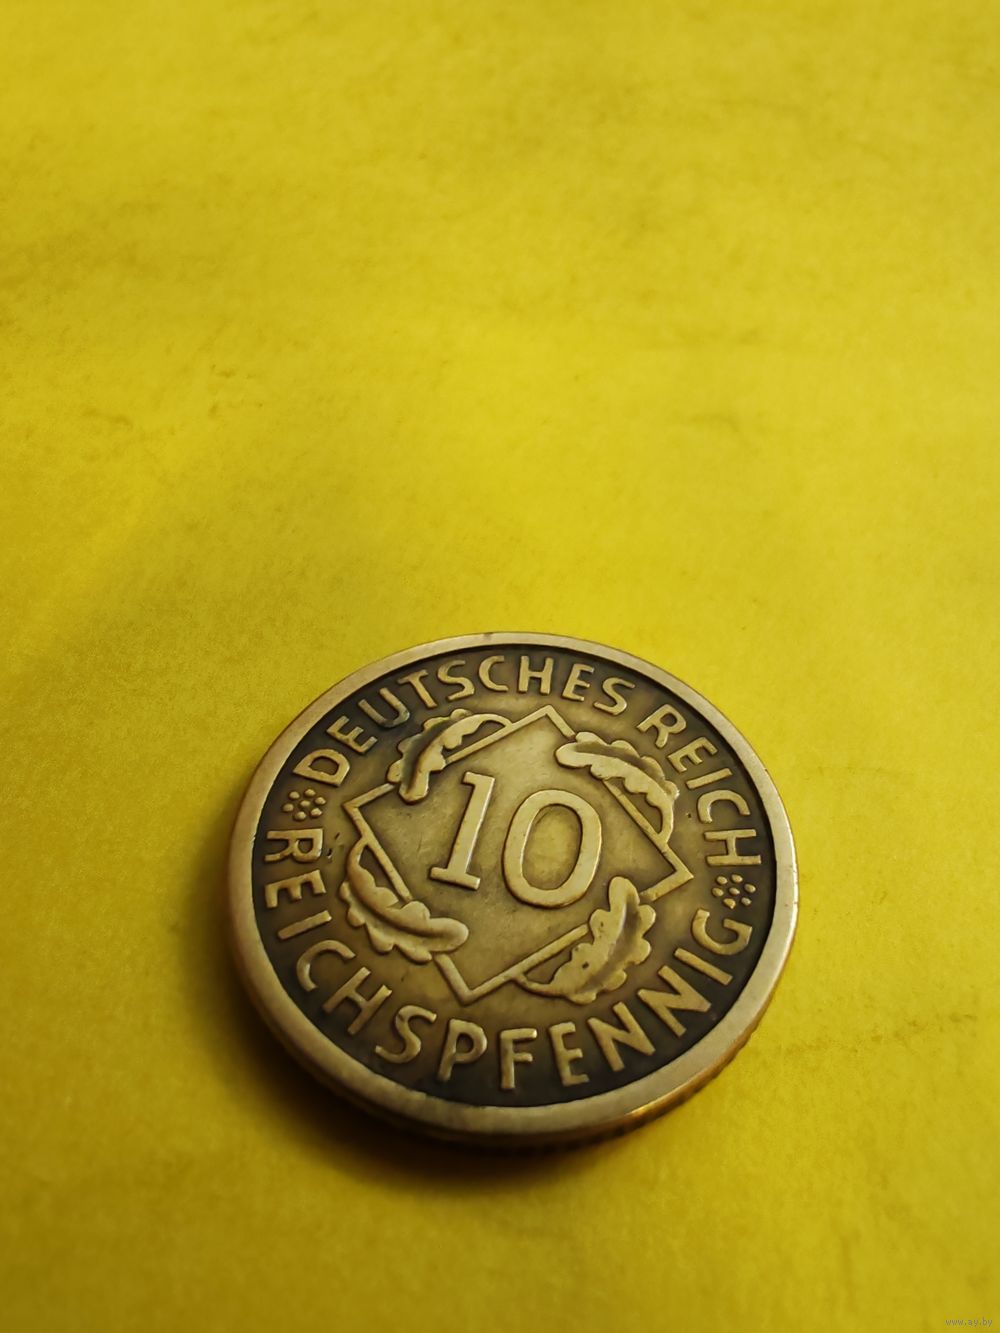 DEUTSCHES REICH
10
REICHSPFENNIG
www.ay.by